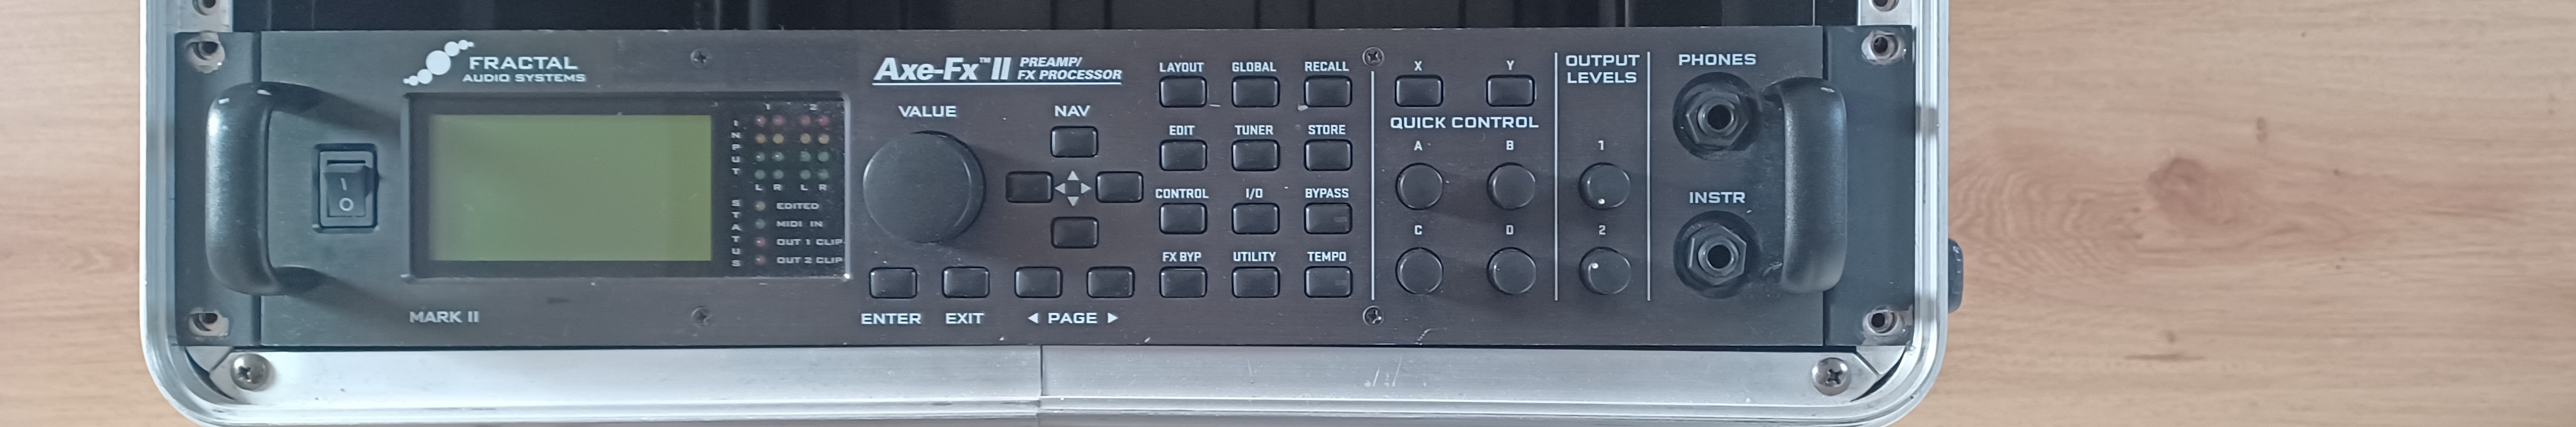 FRACTAL
AUDIO SYSTEMS
1 2
INPUT
L R L R
STATUS
EDITED
MIDI IN
OUT 1 CLIP
OUT 2 CLIP
I
O
MARK II
Axe-Fx™ II PREAMP/
FX PROCESSOR
VALUE
NAV
ENTER EXIT ◄ PAGE ►
LAYOUT GLOBAL RECALL
EDIT TUNER STORE
CONTROL I/O BYPASS
FX BYP UTILITY TEMPO
X Y
QUICK CONTROL
A B
C D
OUTPUT
LEVELS
1
2
PHONES
INSTR